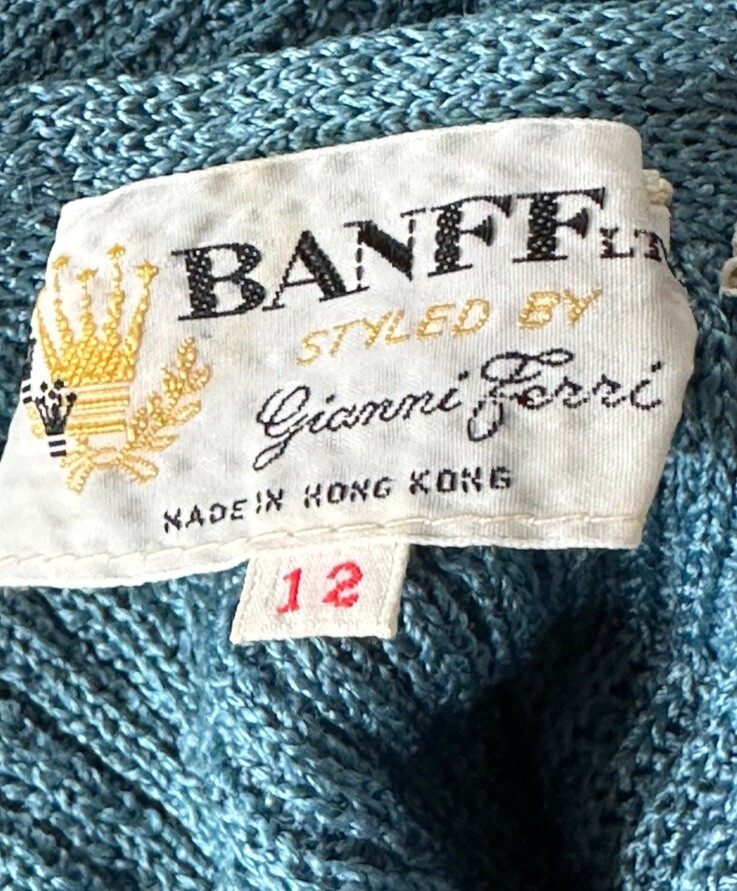 BANFF LTD
STYLED BY
Gianni Ferri
MADE IN HONG KONG
12